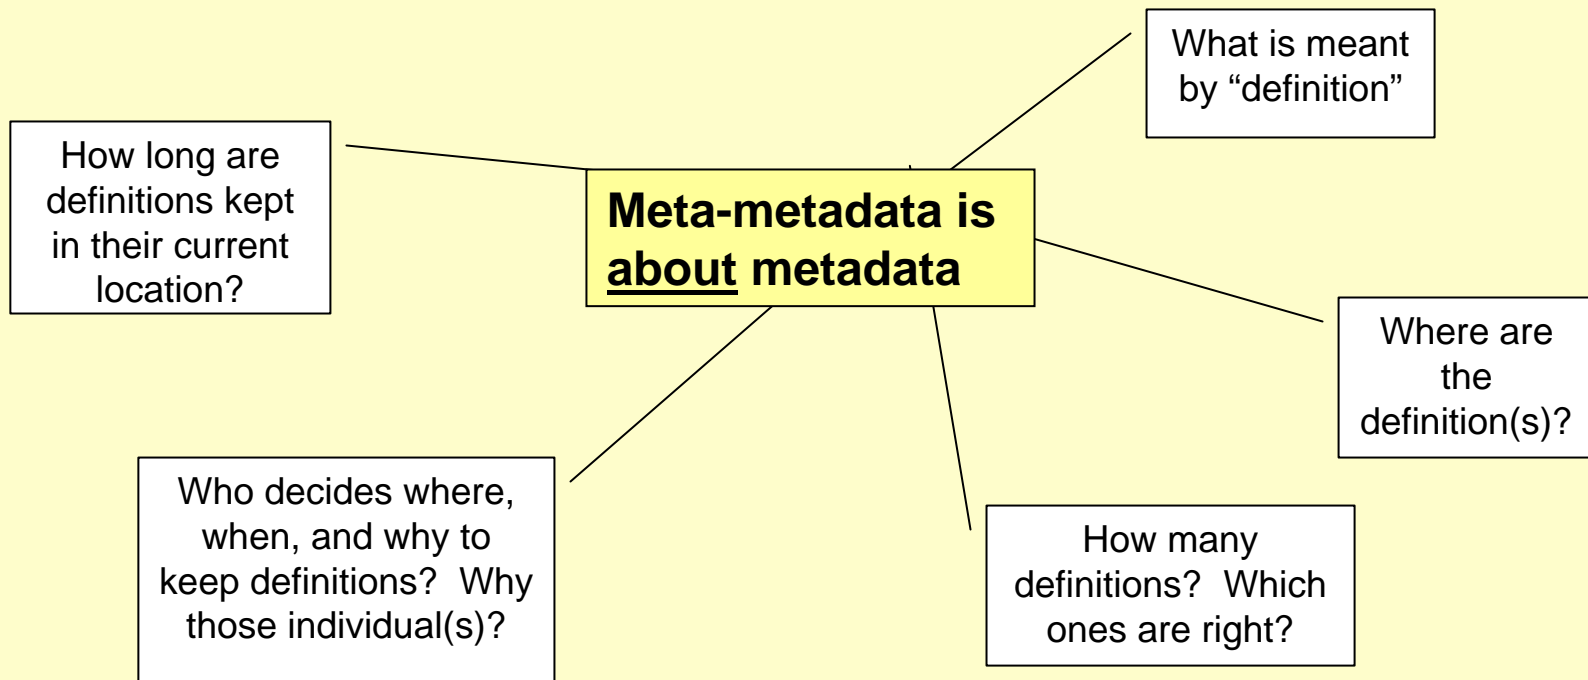 What is meant
by “definition”
How long are
definitions kept
in their current
location?
Meta-metadata is
about metadata
Where are
the
definition(s)?
Who decides where,
when, and why to
keep definitions?  Why
those individual(s)?
How many
definitions?  Which
ones are right?